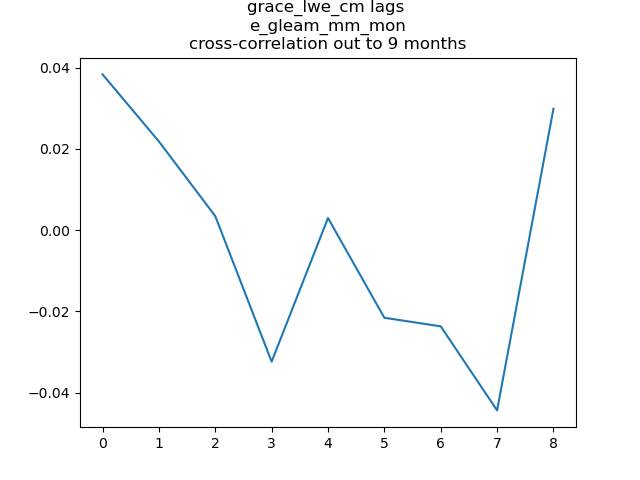 grace_lwe_cm lags
e_gleam_mm_mon
cross-correlation out to 9 months
0.04
0.02
0.00
−0.02
−0.04
0 1 2 3 4 5 6 7 8